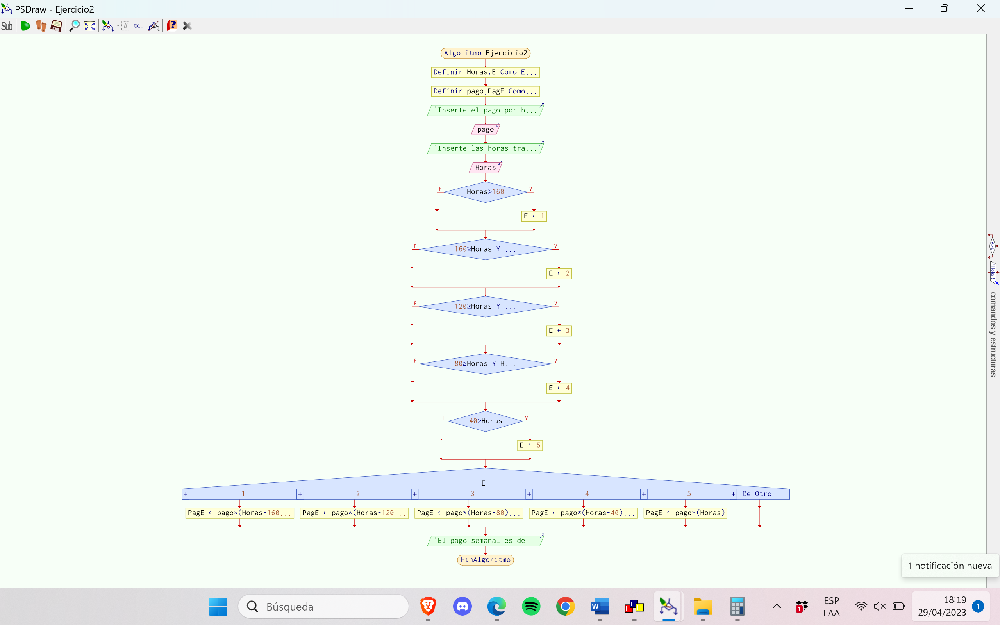 PSDraw - Ejercicio2
Sub
tx...
Algoritmo Ejercicio2
Definir Horas,E Como E...
Definir pago,PagE Como...
'Inserte el pago por h...
pago
'Inserte las horas tra...
Horas
F Horas>160 V
E ← 1
F 160≥Horas Y ... V
E ← 2
F 120≥Horas Y ... V
E ← 3
F 80≥Horas Y H... V
E ← 4
F 40>Horas V
E ← 5
E
+ 1 + 2 + 3 + 4 + 5 + De Otro...
PagE ← pago*(Horas-160... PagE ← pago*(Horas-120... PagE ← pago*(Horas-80)... PagE ← pago*(Horas-40)... PagE ← pago*(Horas)
'El pago semanal es de...
FinAlgoritmo
A>B
'Hola !'
comandos y estructuras
1 notificación nueva
Búsqueda
W
1
ESP
LAA
18:19
29/04/2023
1